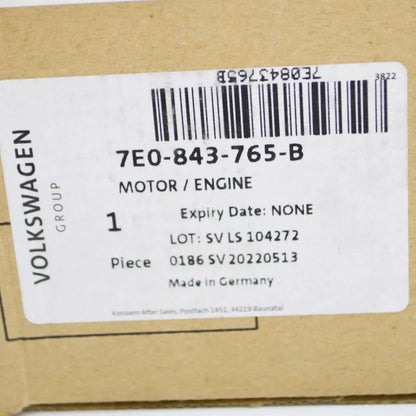 7E0843765B
3822
7E0-843-765-B
MOTOR / ENGINE
VOLKSWAGEN
GROUP
1
Expiry Date: NONE
LOT: SV LS 104272
Piece 0186 SV 20220513
Made in Germany
Konzern After Sales, Postfach 1451, 34219 Baunatal